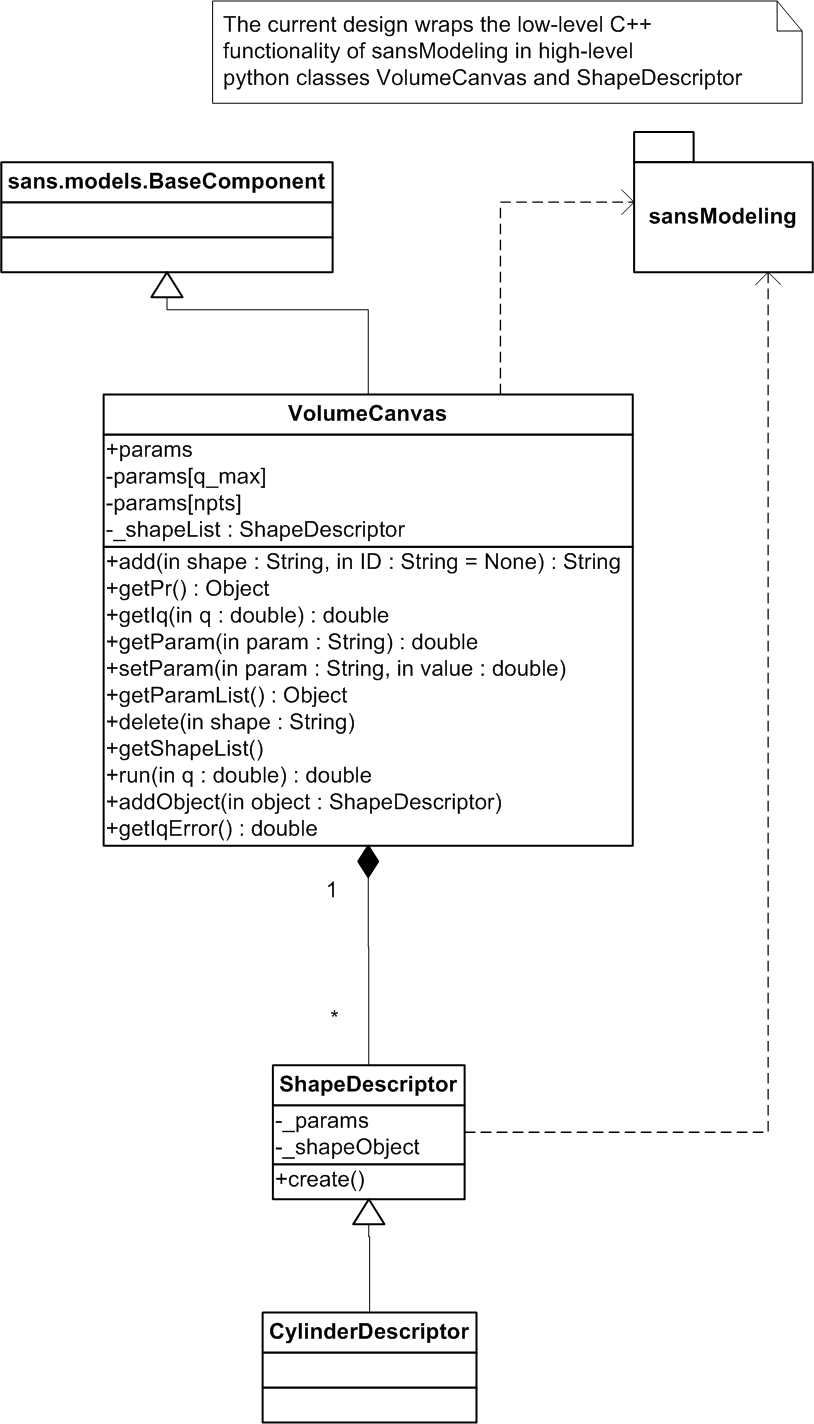 The current design wraps the low-level C++
functionality of sansModeling in high-level
python classes VolumeCanvas and ShapeDescriptor
sans.models.BaseComponent
sansModeling
VolumeCanvas
+params
-params[q_max]
-params[npts]
-_shapeList : ShapeDescriptor
+add(in shape : String, in ID : String = None) : String
+getPr() : Object
+getIq(in q : double) : double
+getParam(in param : String) : double
+setParam(in param : String, in value : double)
+getParamList() : Object
+delete(in shape : String)
+getShapeList()
+run(in q : double) : double
+addObject(in object : ShapeDescriptor)
+getIqError() : double
1
*
ShapeDescriptor
-_params
-_shapeObject
+create()
CylinderDescriptor